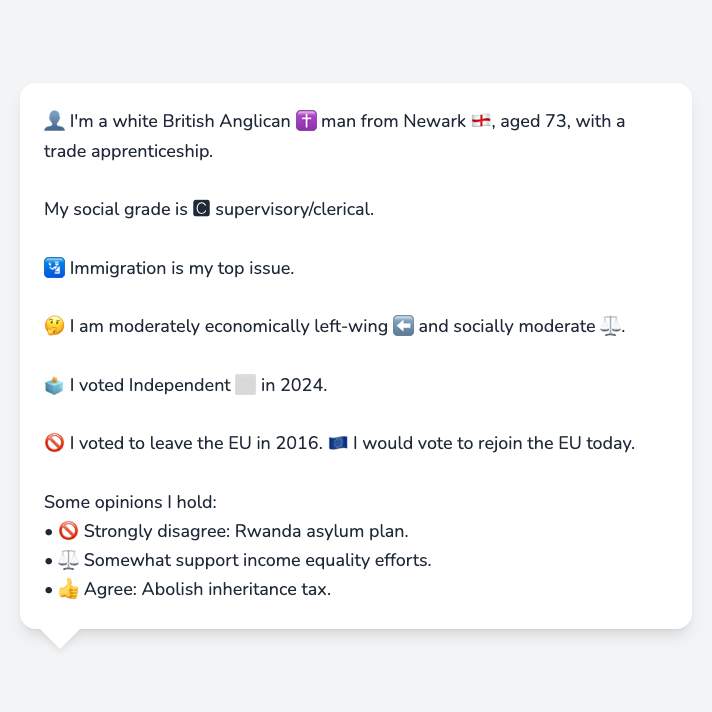 👤 I'm a white British Anglican ✝️ man from Newark 🏴󠁧󠁢󠁥󠁮󠁧󠁿, aged 73, with a
trade apprenticeship.
My social grade is 🅲 supervisory/clerical.
🛂 Immigration is my top issue.
🤔 I am moderately economically left-wing ⬅️ and socially moderate ⚖️.
🗳️ I voted Independent ⬜ in 2024.
🚫 I voted to leave the EU in 2016. 🇪🇺 I would vote to rejoin the EU today.
Some opinions I hold:
• 🚫 Strongly disagree: Rwanda asylum plan.
• ⚖️ Somewhat support income equality efforts.
• 👍 Agree: Abolish inheritance tax.